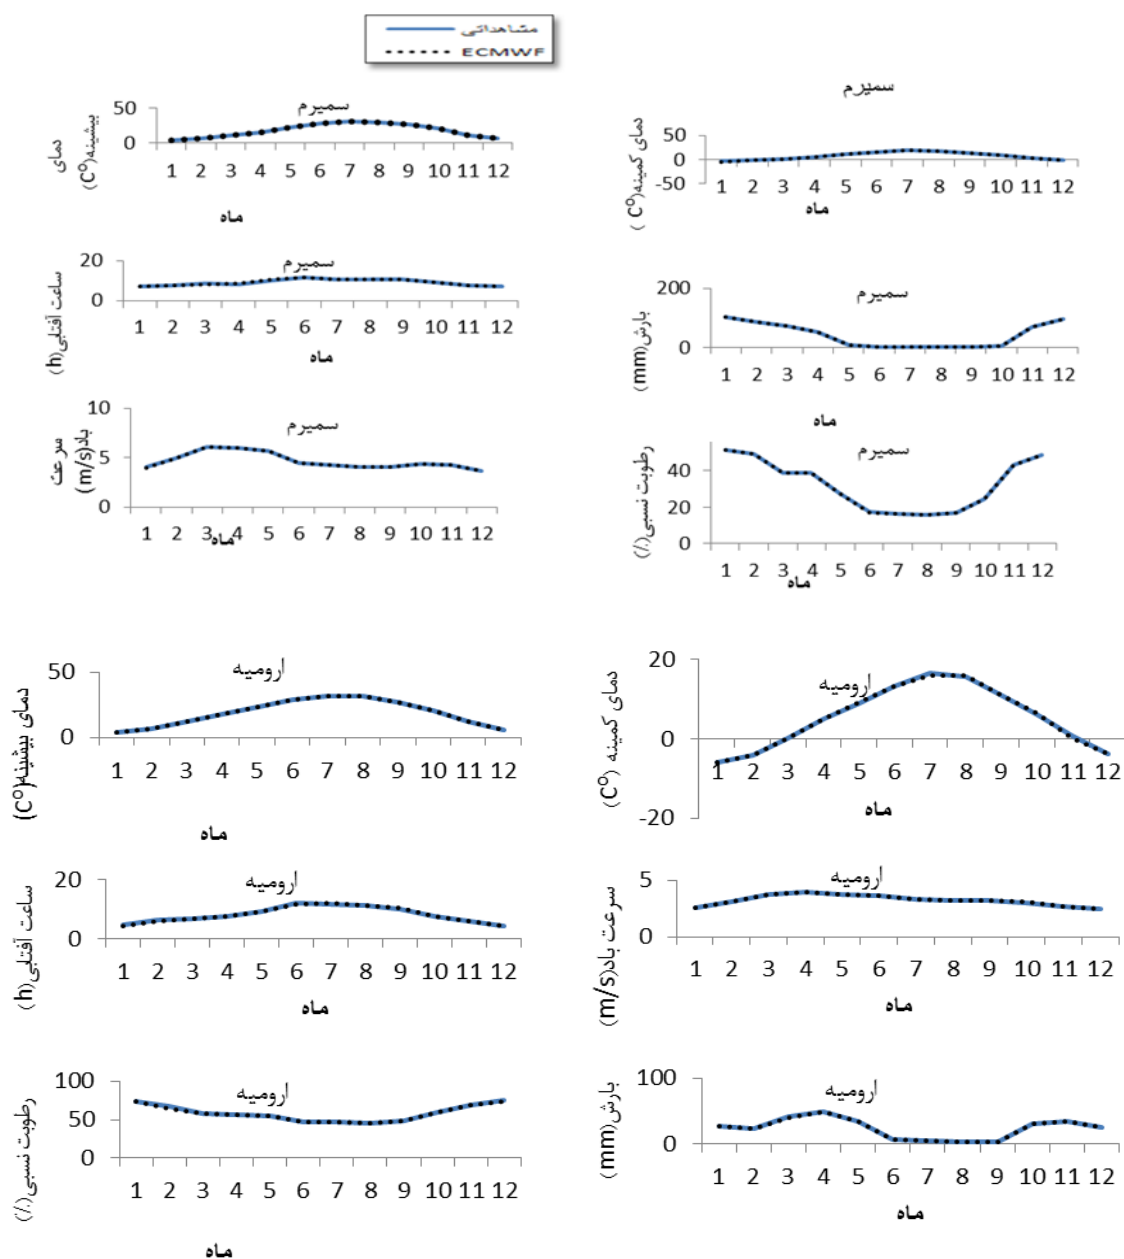 مشاهداتی
ECMWF
سمیرم
دمای بیشینه(C⁰)
50
0
1 2 3 4 5 6 7 8 9 10 11 12
ماه
سمیرم
دمای کمینه(C⁰ )
50
0
-50
1 2 3 4 5 6 7 8 9 10 11 12
ماه
سمیرم
ساعت آفتابی(h)
20
0
1 2 3 4 5 6 7 8 9 10 11 12
ماه
سمیرم
بارش(mm)
200
0
1 2 3 4 5 6 7 8 9 10 11 12
ماه
سمیرم
سرعت باد(m/s)
10
5
0
1 2 3 4 5 6 7 8 9 10 11 12
ماه
سمیرم
رطوبت نسبی(٪)
40
20
0
1 2 3 4 5 6 7 8 9 10 11 12
ماه
ارومیه
دمای بیشینه(C⁰)
50
0
1 2 3 4 5 6 7 8 9 10 11 12
ماه
ارومیه
دمای کمینه (C⁰)
20
0
-20
1 2 3 4 5 6 7 8 9 10 11 12
ماه
ارومیه
ساعت آفتابی(h)
20
0
1 2 3 4 5 6 7 8 9 10 11 12
ماه
ارومیه
سرعت باد(m/s)
5
0
1 2 3 4 5 6 7 8 9 10 11 12
ماه
ارومیه
رطوبت نسبی(٪)
100
50
0
1 2 3 4 5 6 7 8 9 10 11 12
ماه
ارومیه
بارش(mm)
100
0
1 2 3 4 5 6 7 8 9 10 11 12
ماه